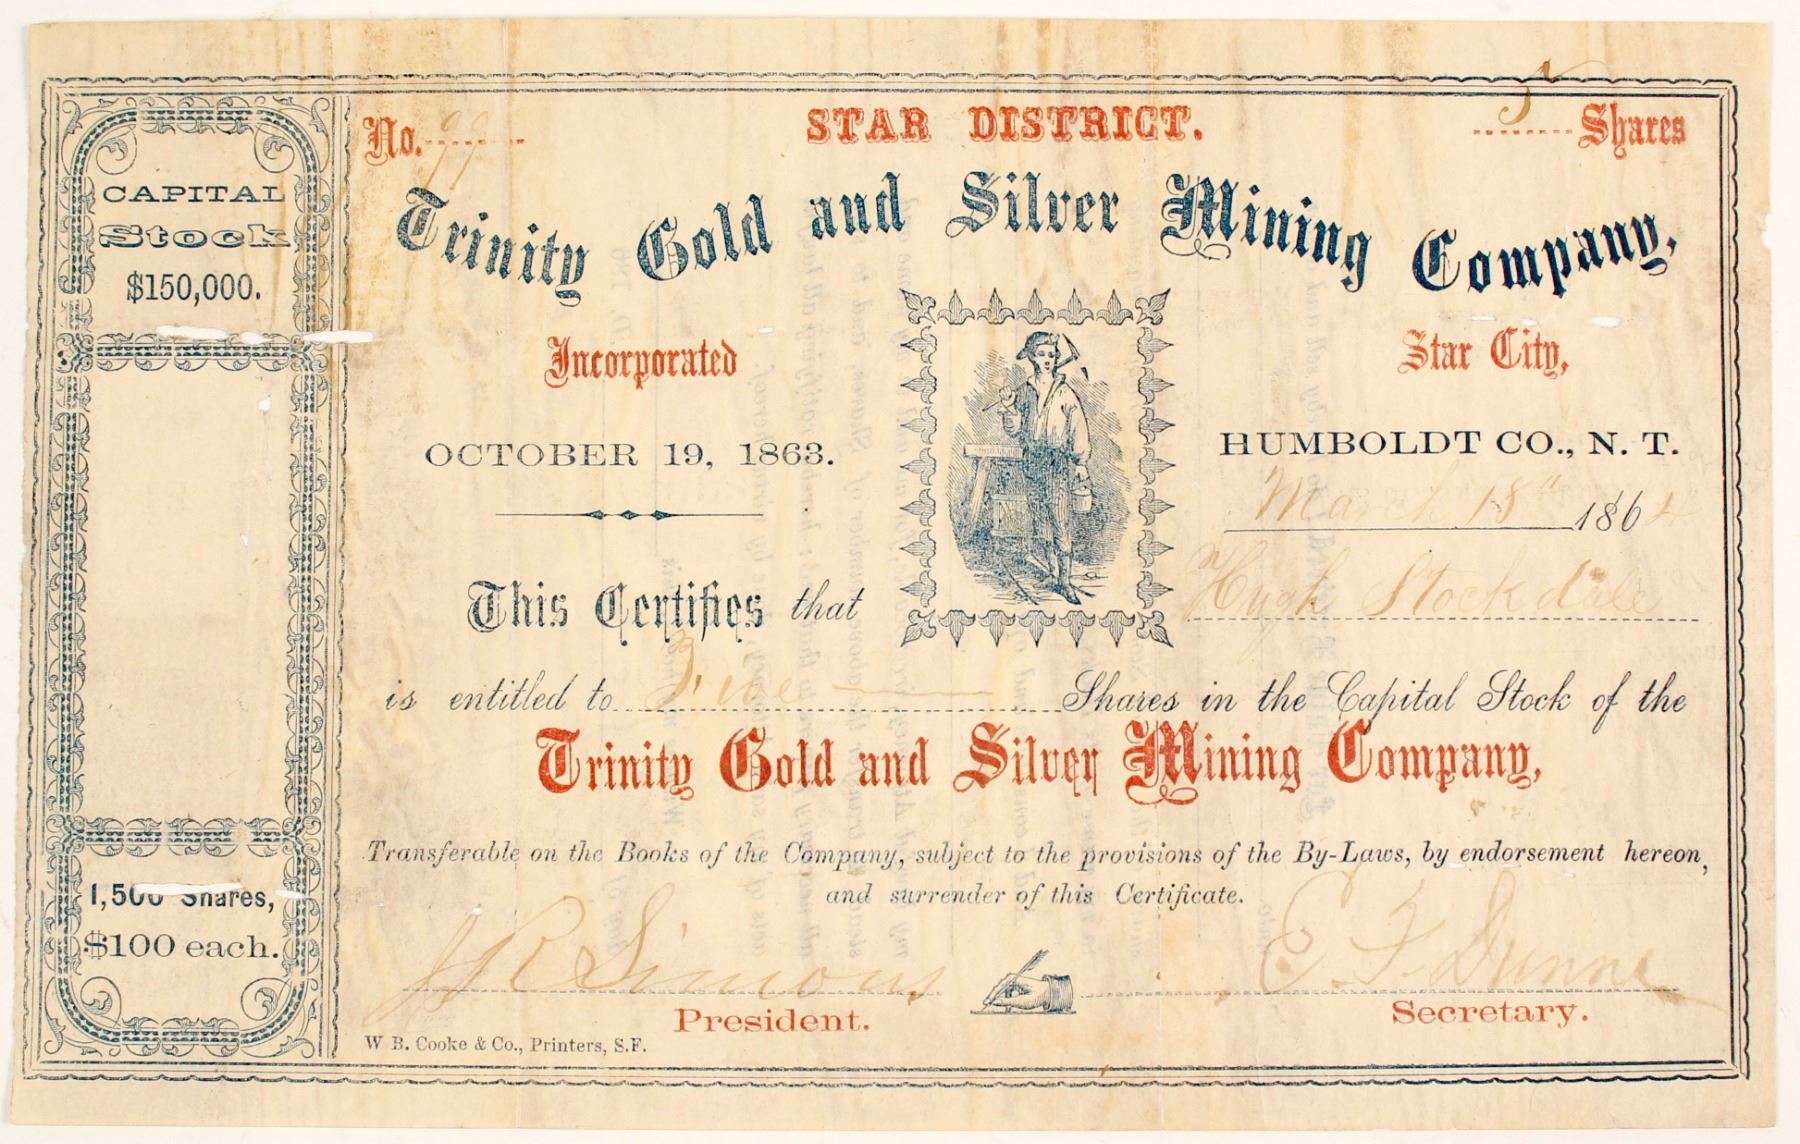 No. 99 STAR DISTRICT. 5 Shares
CAPITAL
Stock
$150,000.
Trinity Gold and Silver Mining Company,
Incorporated
OCTOBER 19, 1863.
Star City,
HUMBOLDT CO., N. T.
March 18th 1864
This Certifies that Hugh Stockdale
is entitled to Five Shares in the Capital Stock of the
Trinity Gold and Silver Mining Company,
Transferable on the Books of the Company, subject to the provisions of the By-Laws, by endorsement hereon,
and surrender of this Certificate.
1,500 Shares,
$100 each.
J R Simons
President.
C. F. Dunne
Secretary.
W B. Cooke & Co., Printers, S.F.